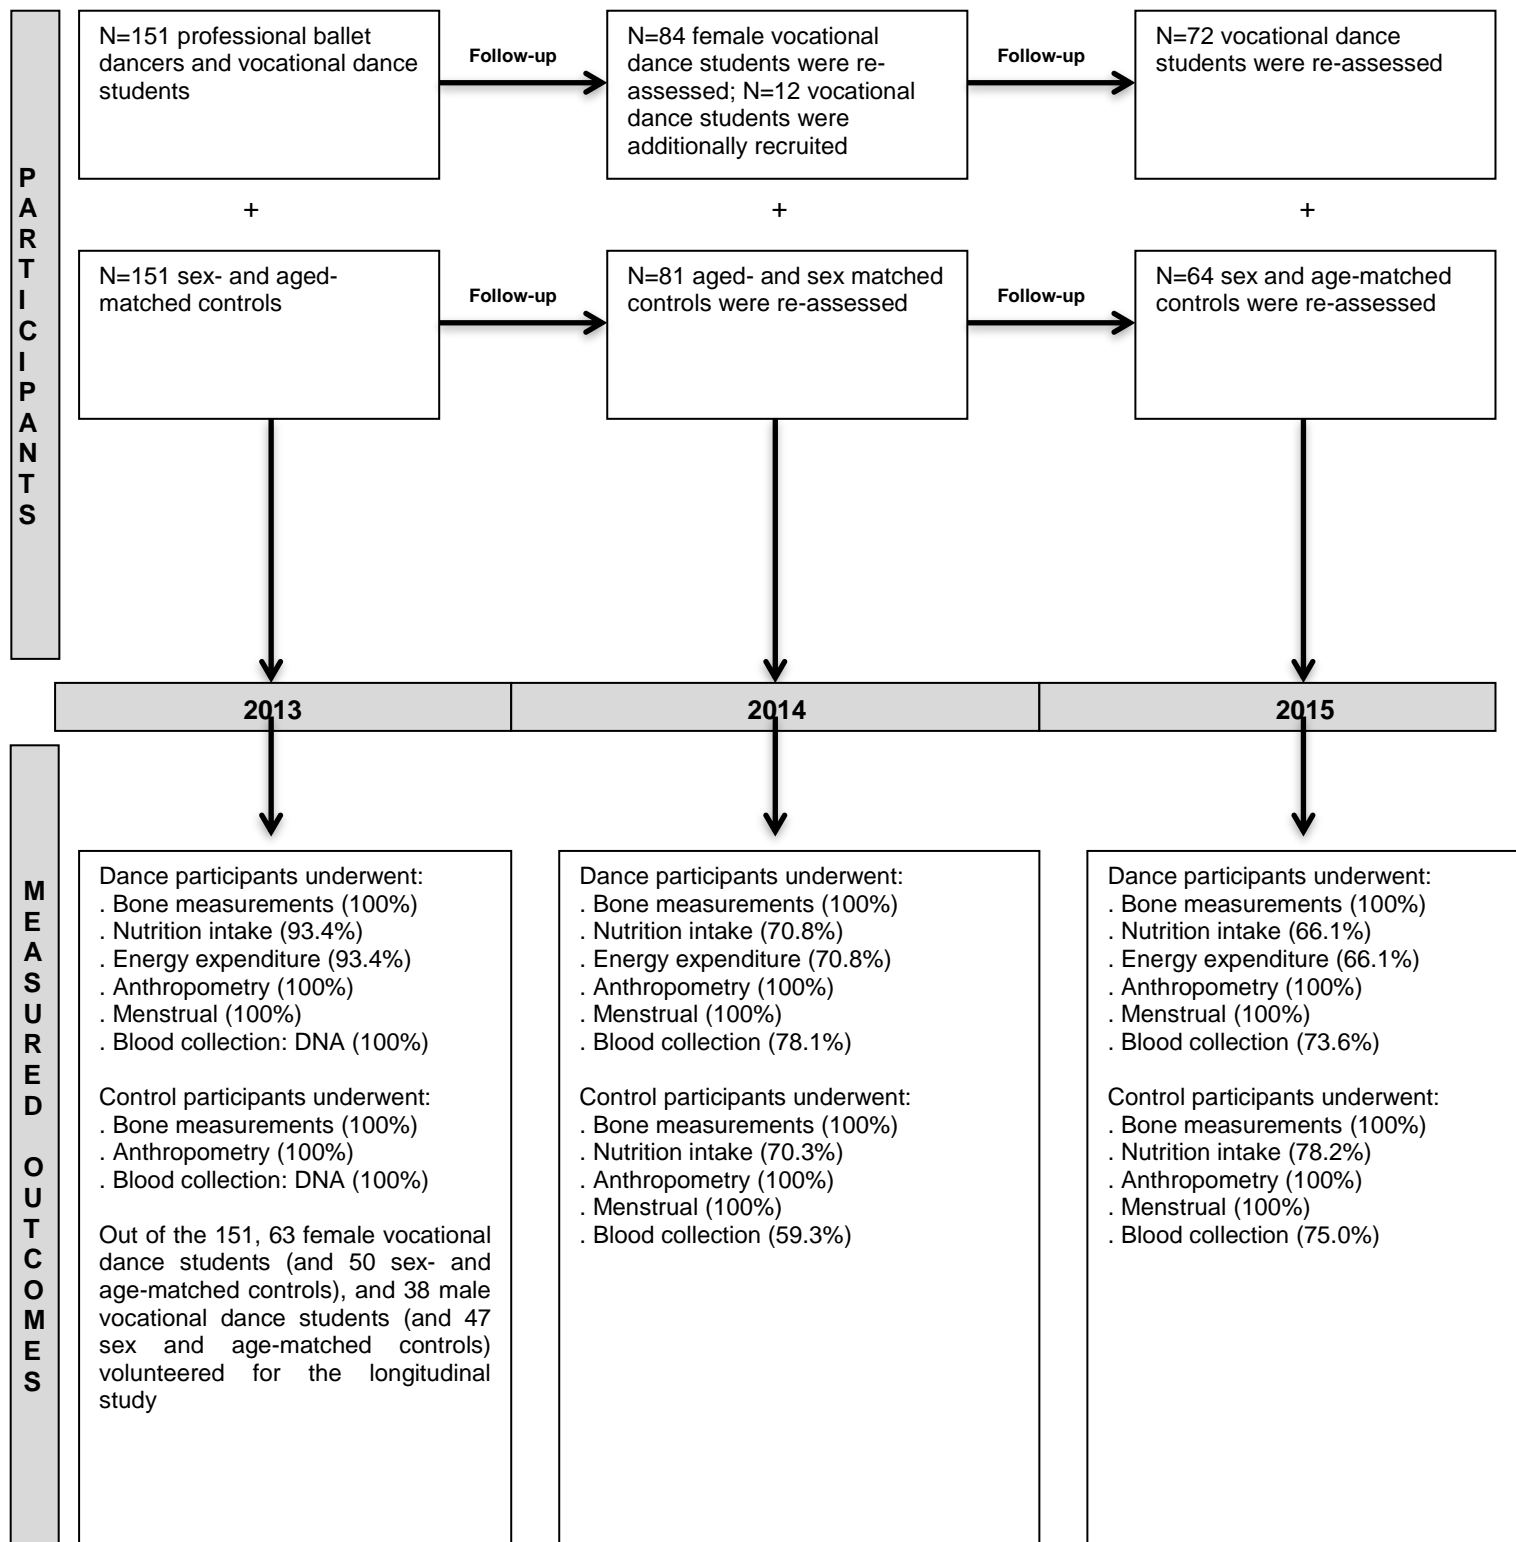 PARTICIPANTS
N=151 professional ballet
dancers and vocational dance
students
Follow-up
N=84 female vocational
dance students were re-
assessed; N=12 vocational
dance students were
additionally recruited
Follow-up
N=72 vocational dance
students were re-assessed
+
+
+
N=151 sex- and aged-
matched controls
Follow-up
N=81 aged- and sex matched
controls were re-assessed
Follow-up
N=64 sex and age-matched
controls were re-assessed
2013
2014
2015
MEASURED OUTCOMES
Dance participants underwent:
. Bone measurements (100%)
. Nutrition intake (93.4%)
. Energy expenditure (93.4%)
. Anthropometry (100%)
. Menstrual (100%)
. Blood collection: DNA (100%)
Control participants underwent:
. Bone measurements (100%)
. Anthropometry (100%)
. Blood collection: DNA (100%)
Out of the 151, 63 female vocational
dance students (and 50 sex- and
age-matched controls), and 38 male
vocational dance students (and 47
sex and age-matched controls)
volunteered for the longitudinal
study
Dance participants underwent:
. Bone measurements (100%)
. Nutrition intake (70.8%)
. Energy expenditure (70.8%)
. Anthropometry (100%)
. Menstrual (100%)
. Blood collection (78.1%)
Control participants underwent:
. Bone measurements (100%)
. Nutrition intake (70.3%)
. Anthropometry (100%)
. Menstrual (100%)
. Blood collection (59.3%)
Dance participants underwent:
. Bone measurements (100%)
. Nutrition intake (66.1%)
. Energy expenditure (66.1%)
. Anthropometry (100%)
. Menstrual (100%)
. Blood collection (73.6%)
Control participants underwent:
. Bone measurements (100%)
. Nutrition intake (78.2%)
. Anthropometry (100%)
. Menstrual (100%)
. Blood collection (75.0%)